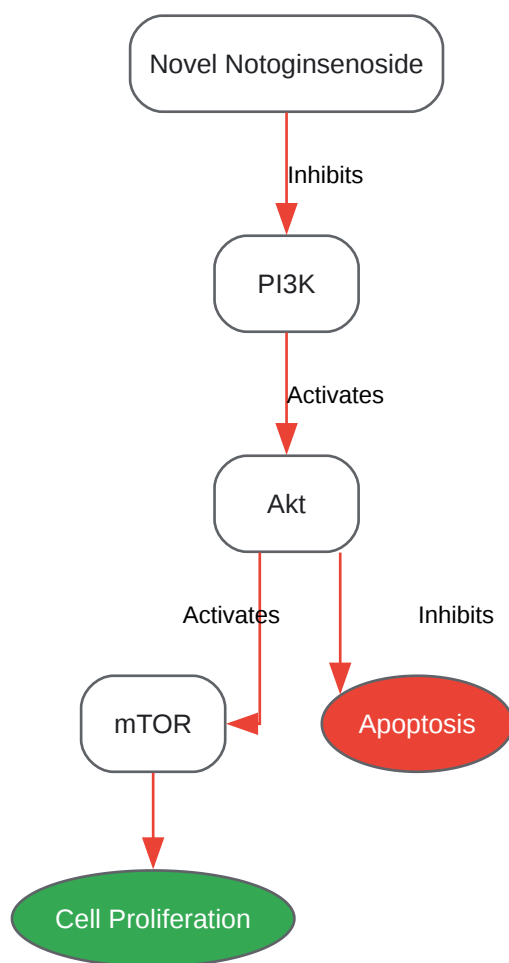 Novel Notoginsenoside
Inhibits
PI3K
Activates
Akt
Activates
Inhibits
mTOR
Apoptosis
Cell Proliferation